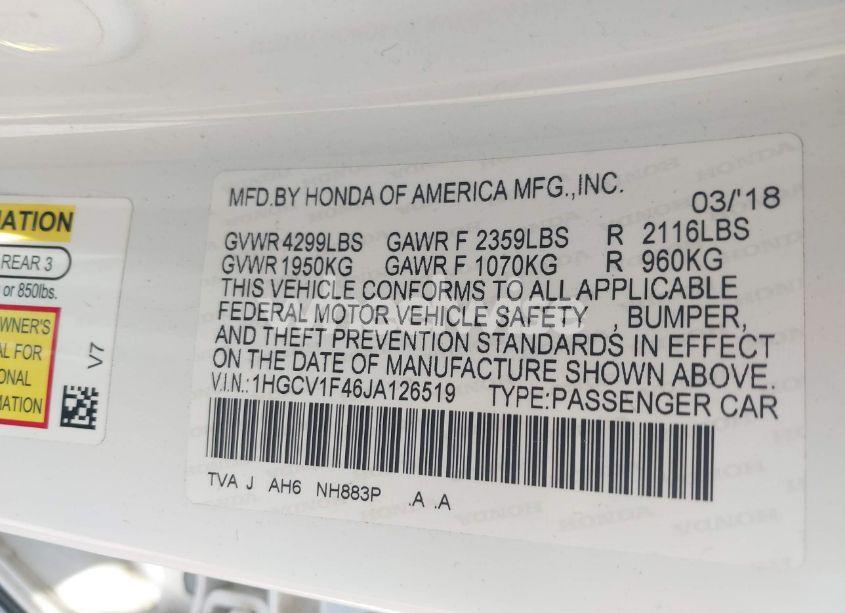 MATION
REAR 3
or 850lbs.
WNER'S
AL FOR
ONAL
MATION
V7
MFD.BY HONDA OF AMERICA MFG.,INC. 03/'18
GVWR 4299LBS GAWR F 2359LBS R 2116LBS
GVWR 1950KG GAWR F 1070KG R 960KG
THIS VEHICLE CONFORMS TO ALL APPLICABLE
FEDERAL MOTOR VEHICLE SAFETY , BUMPER,
AND THEFT PREVENTION STANDARDS IN EFFECT
ON THE DATE OF MANUFACTURE SHOWN ABOVE.
V.I.N.:1HGCV1F46JA126519 TYPE:PASSENGER CAR
TVA J AH6 NH883P .A .A